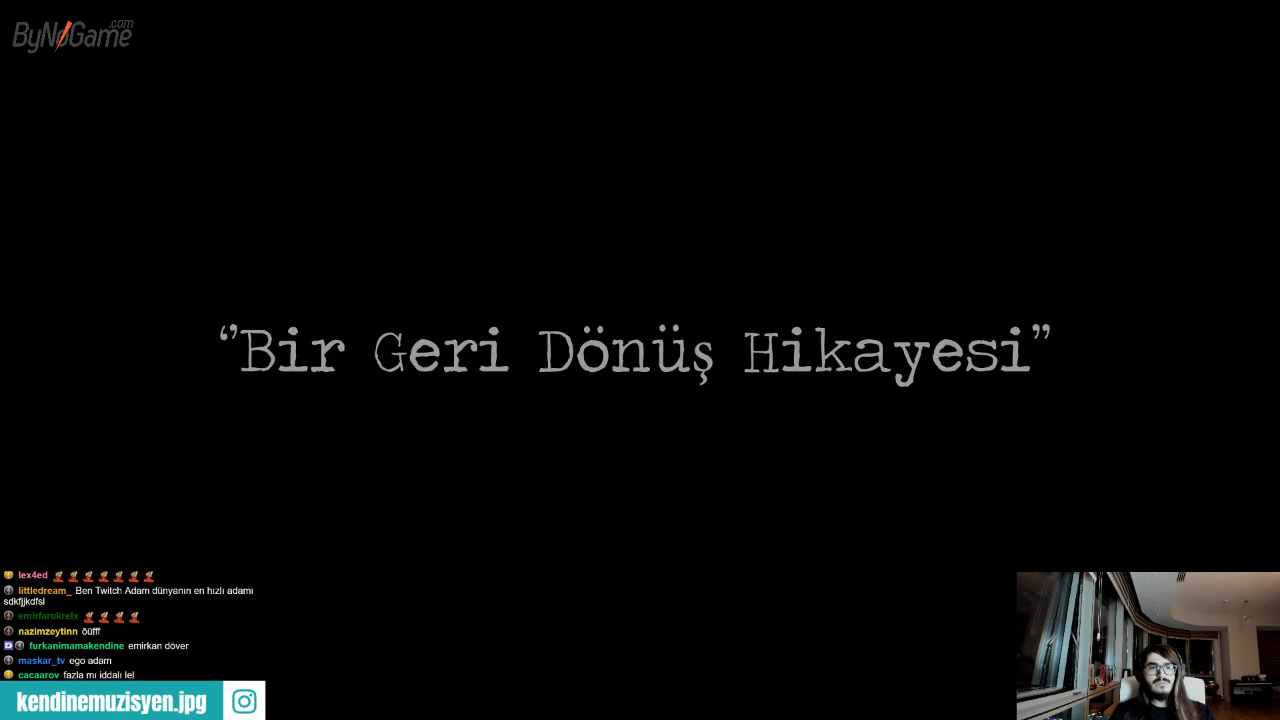 ByNoGame
.com
‘’Bir Geri Dönüş Hikayesi’’
lex4ed
littledream_ Ben Twitch Adam dünyanın en hızlı adamı
sdkfjjkdfsl
emirfarukrelx
nazimzeytinn öüfff
furkanimamakendine emirkan döver
maskar_tv ego adam
cacaarov fazla mı iddalı lel
kendinemuzisyen.jpg